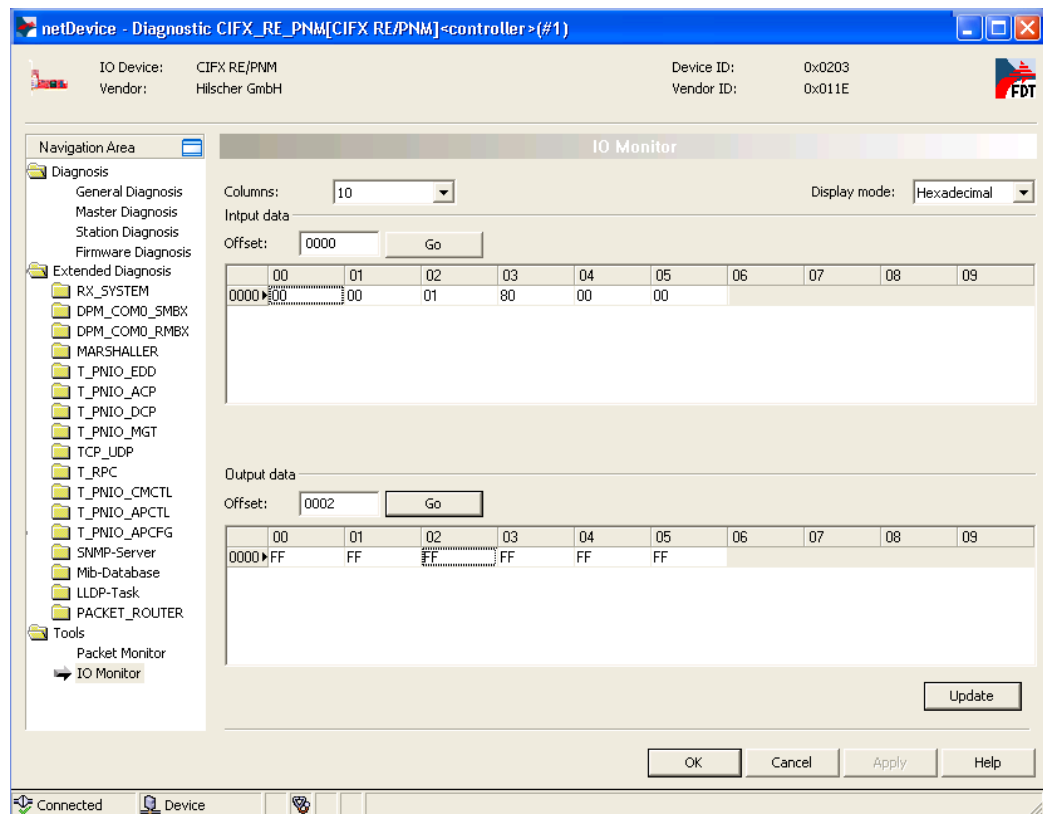 netDevice - Diagnostic CIFX_RE_PNM[CIFX RE/PNM]<controller>(#1)
IO Device: CIFX RE/PNM Device ID: 0x0203
Vendor: Hilscher GmbH Vendor ID: 0x011E
FDT
Navigation Area
Diagnosis
General Diagnosis
Master Diagnosis
Station Diagnosis
Firmware Diagnosis
Extended Diagnosis
RX_SYSTEM
DPM_COM0_SMBX
DPM_COM0_RMBX
MARSHALLER
T_PNIO_EDD
T_PNIO_ACP
T_PNIO_DCP
T_PNIO_MGT
TCP_UDP
T_RPC
T_PNIO_CMCTL
T_PNIO_APCTL
T_PNIO_APCFG
SNMP-Server
Mib-Database
LLDP-Task
PACKET_ROUTER
Tools
Packet Monitor
IO Monitor
IO Monitor
Columns: 10 Display mode: Hexadecimal
Intput data
Offset: 0000 Go
00 01 02 03 04 05 06 07 08 09
0000 00 00 01 80 00 00
Output data
Offset: 0002 Go
00 01 02 03 04 05 06 07 08 09
0000 FF FF FF FF FF FF
Update
OK Cancel Apply Help
Connected Device